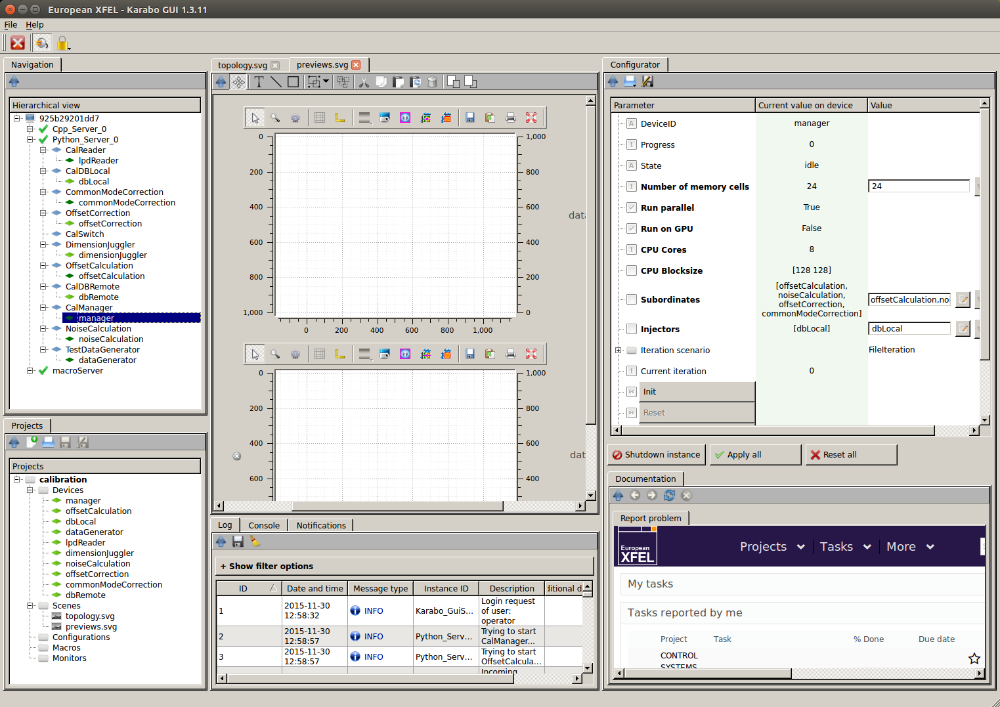 European XFEL - Karabo GUI 1.3.11
File Help
Navigation
Hierarchical view
925b29201dd7
Cpp_Server_0
Python_Server_0
CalReader
lpdReader
CalDBLocal
dbLocal
CommonModeCorrection
commonModeCorrection
OffsetCorrection
offsetCorrection
CalSwitch
DimensionJuggler
dimensionJuggler
OffsetCalculation
offsetCalculation
CalDBRemote
dbRemote
CalManager
manager
NoiseCalculation
noiseCalculation
TestDataGenerator
dataGenerator
macroServer
Projects
Projects
calibration
Devices
manager
offsetCalculation
dbLocal
dataGenerator
lpdReader
dimensionJuggler
noiseCalculation
offsetCorrection
commonModeCorrection
dbRemote
Scenes
topology.svg
previews.svg
Configurations
Macros
Monitors
topology.svg previews.svg
0 1,000
200 800
400 600
600 400
800 200
1,000 0
0 200 400 600 800 1,000
data
0 1,000
200 800
400 600
600 400
dat
Log Console Notifications
+ Show filter options
ID Date and time Message type Instance ID Description ditional d
1 2015-11-30 12:58:32 INFO Karabo_GuiS... Login request of user: operator
2 2015-11-30 12:58:57 INFO Python_Serv... Trying to start CalManager...
3 2015-11-30 12:58:57 INFO Python_Serv... Trying to start OffsetCalcula...
Incoming
Configurator
Parameter Current value on device Value
DeviceID manager
Progress 0
State idle
Number of memory cells 24 24
Run parallel True
Run on GPU False
CPU Cores 8
CPU Blocksize [128 128]
Subordinates [offsetCalculation, noiseCalculation, offsetCorrection, commonModeCorrection] offsetCalculation,noi
Injectors [dbLocal] dbLocal
Iteration scenario FileIteration
Current iteration 0
Init
Reset
Shutdown instance Apply all Reset all
Documentation
Report problem
European XFEL Projects Tasks More
My tasks
Tasks reported by me
Project Task % Done Due date
CONTROL
SYSTEMS